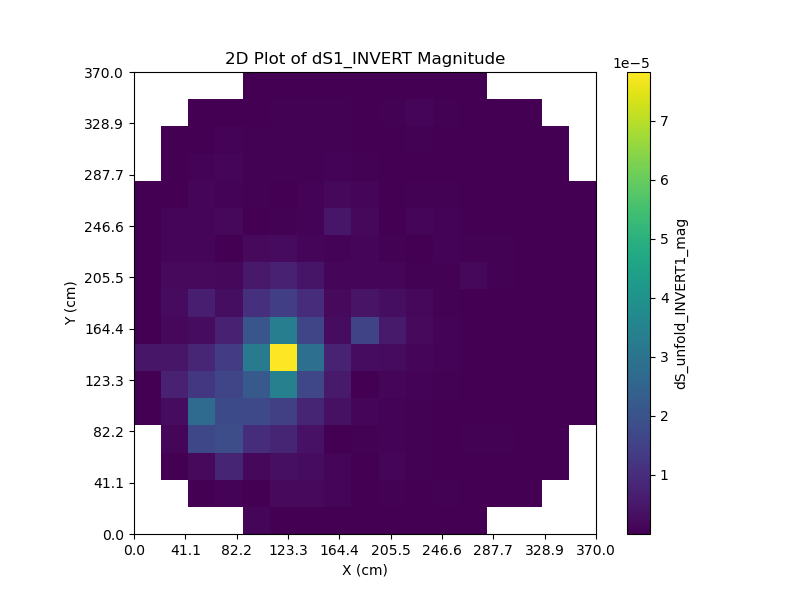 2D Plot of dS1_INVERT Magnitude
1e−5
370.0
328.9
287.7
246.6
205.5
164.4
123.3
82.2
41.1
0.0
Y (cm)
0.0 41.1 82.2 123.3 164.4 205.5 246.6 287.7 328.9 370.0
X (cm)
7
6
5
4
3
2
1
dS_unfold_INVERT1_mag